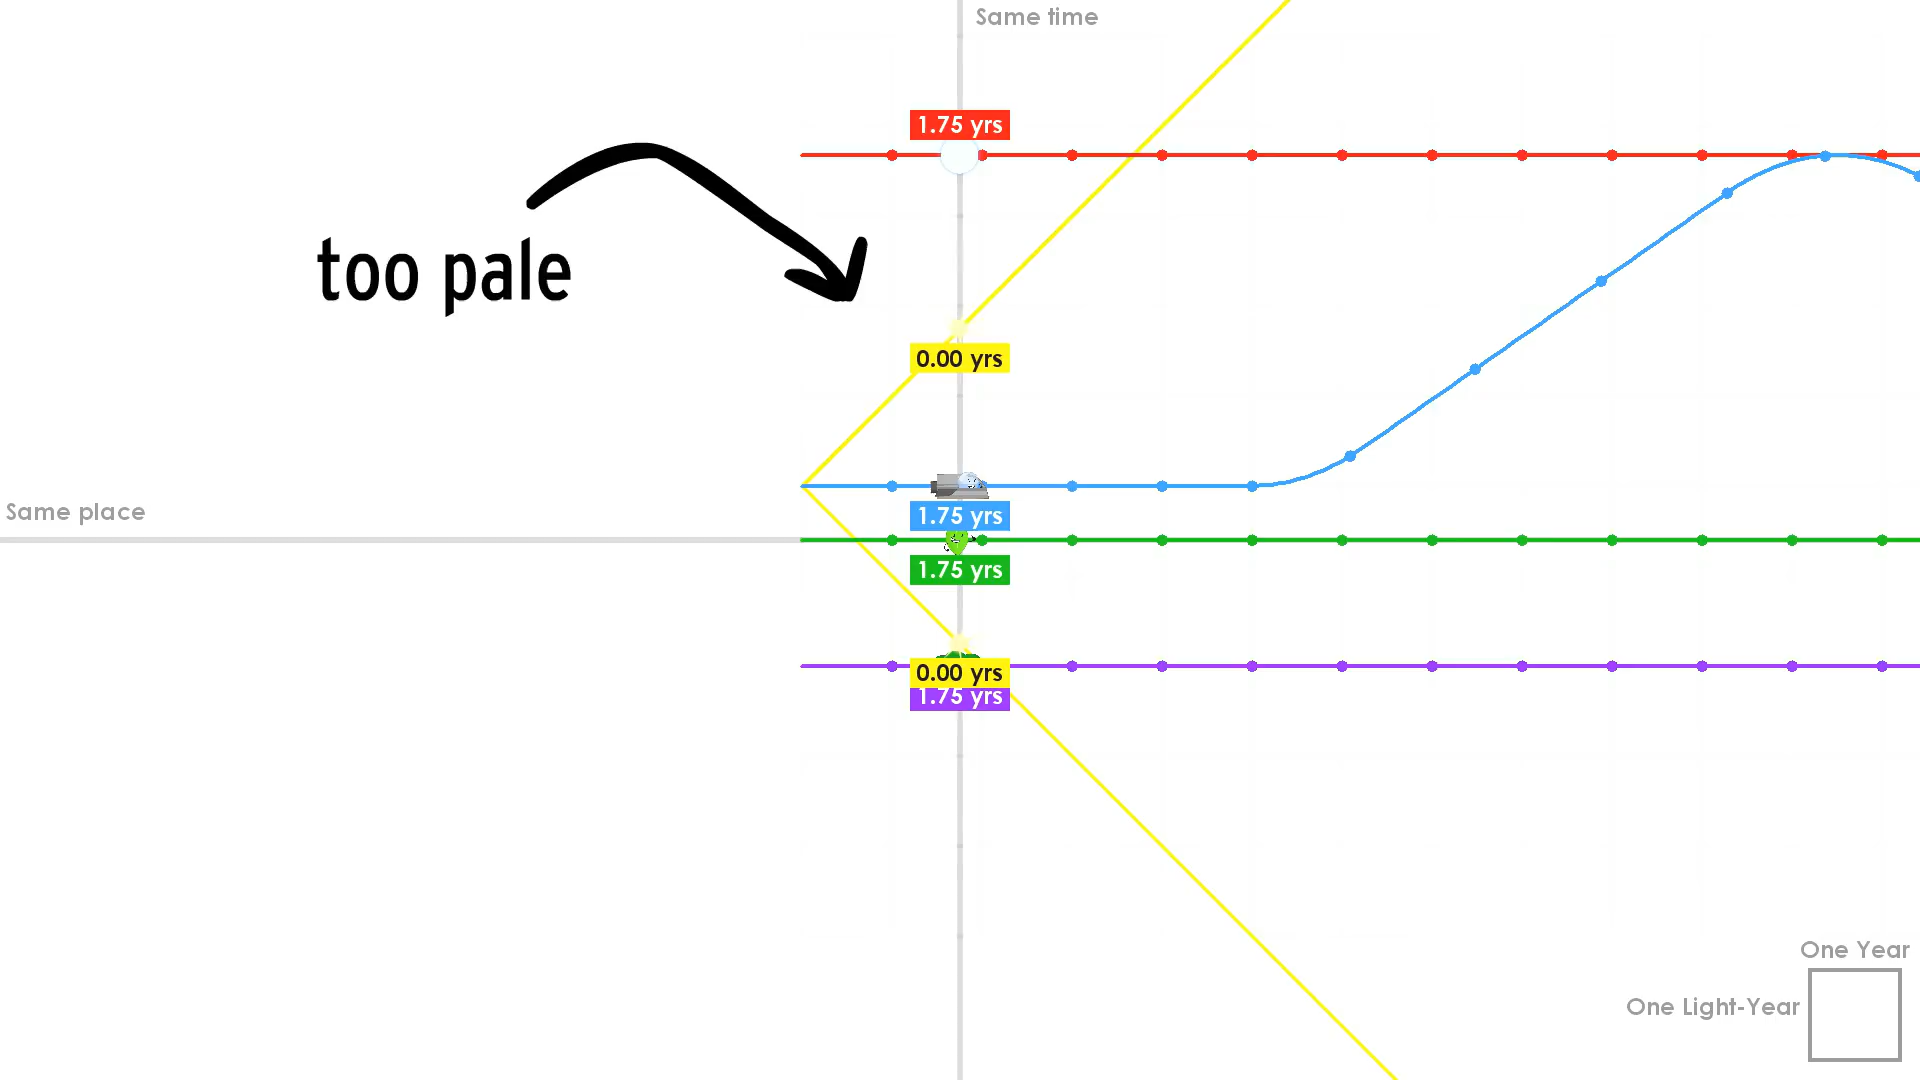 Same time
1.75 yrs
too pale
0.00 yrs
Same place
1.75 yrs
1.75 yrs
0.00 yrs
1.75 yrs
One Year
One Light-Year